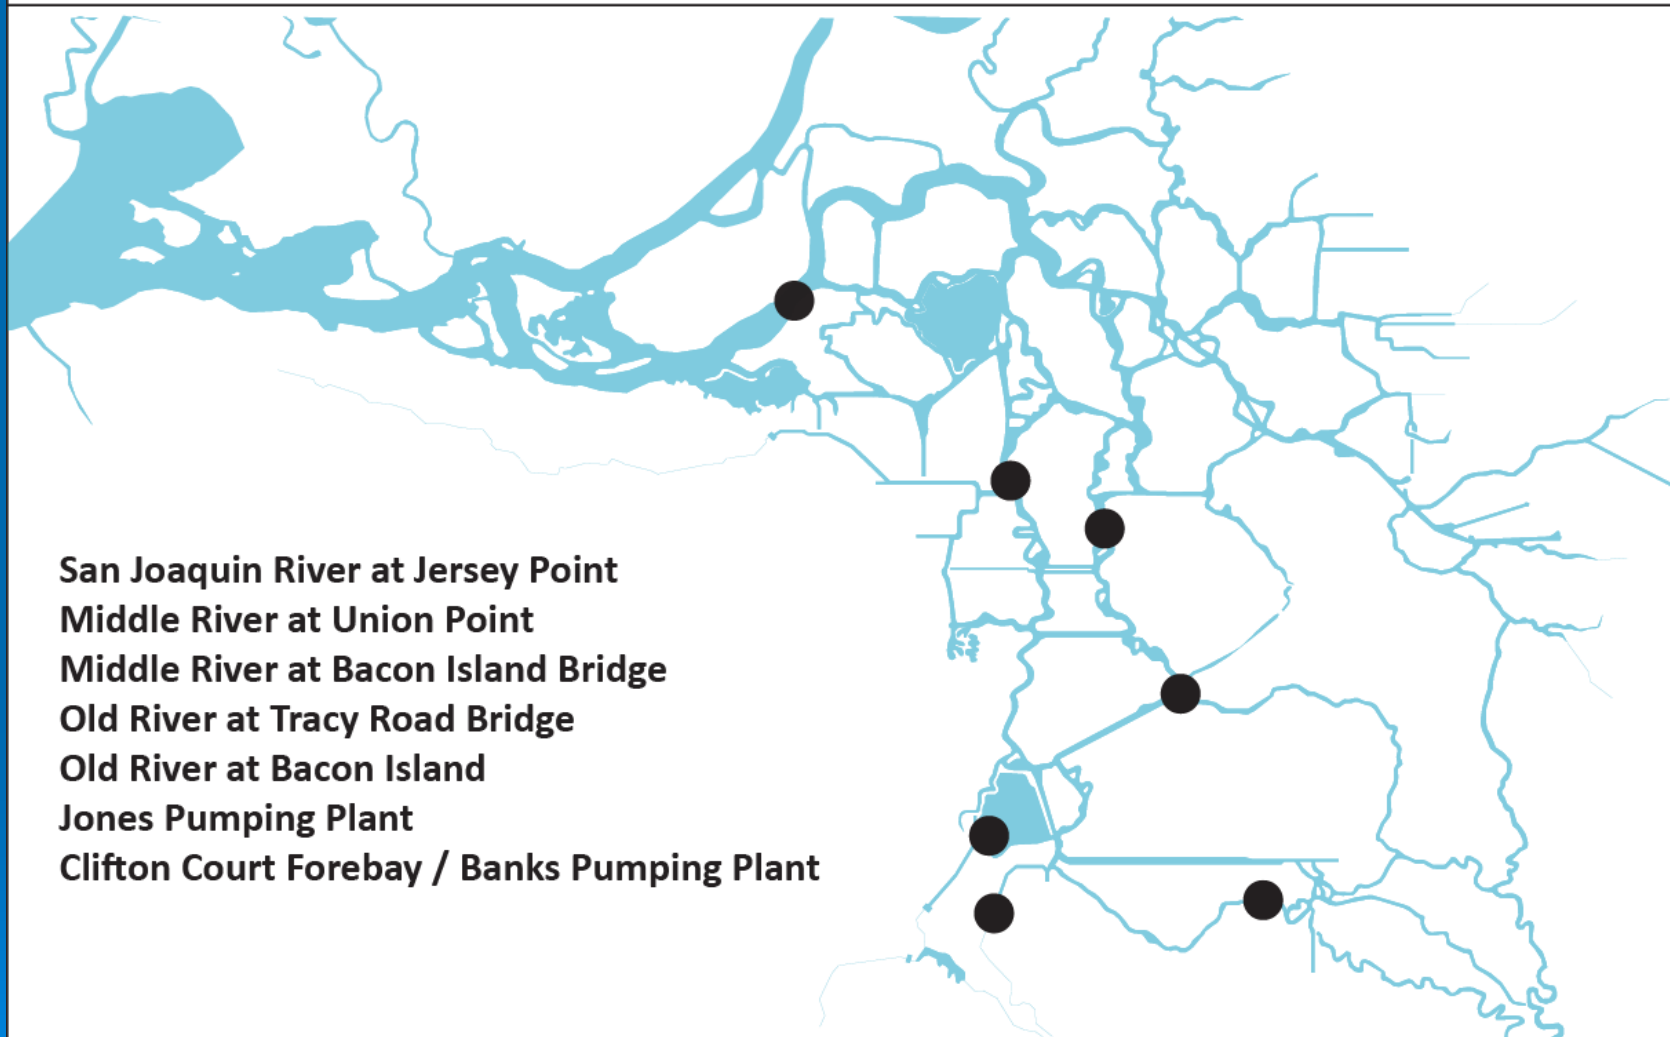 San Joaquin River at Jersey Point
Middle River at Union Point
Middle River at Bacon Island Bridge
Old River at Tracy Road Bridge
Old River at Bacon Island
Jones Pumping Plant
Clifton Court Forebay / Banks Pumping Plant